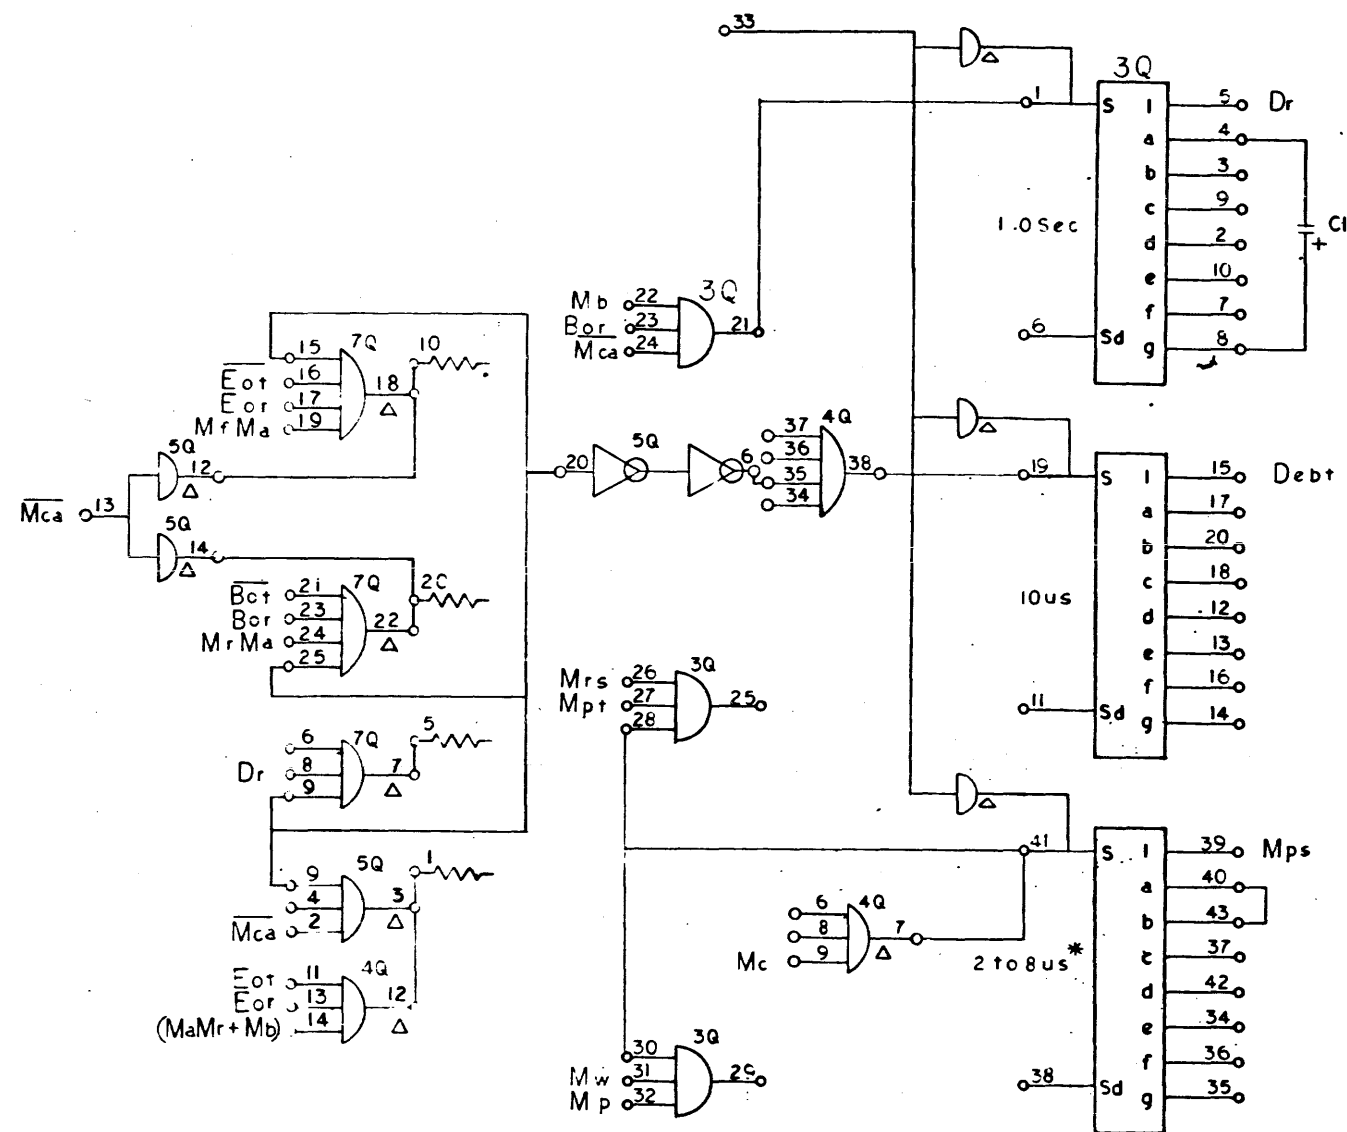 33
3Q
1
S
1
5
Dr
a
4
b
3
c
9
C1
+
1.0 Sec
d
2
e
10
f
7
6
Sd
g
8
3Q
Mb
22
Bor
23
21
Mca
24
15
7Q
10
Eot
16
18
Eor
17
MfMa
19
Δ
5Q
12
Δ
Mca
13
5Q
14
Δ
20
5Q
6
37
4Q
36
35
38
34
19
S
1
15
Debt
a
17
b
20
c
18
10us
d
12
e
13
f
16
11
Sd
g
14
Bot
21
7Q
20
Bor
23
22
MrMa
24
Δ
25
Mrs
26
3Q
Mpt
27
25
28
6
7Q
5
Dr
8
7
9
Δ
9
5Q
1
4
3
Mca
2
Δ
Eot
11
4Q
Eor
13
12
(MaMr+Mb)
14
Δ
41
S
1
39
Mps
a
40
b
43
c
37
2 to 8us*
d
42
e
34
f
36
38
Sd
g
35
6
4Q
8
7
Mc
9
Δ
30
3Q
Mw
31
29
Mp
32
Δ
Δ
Δ